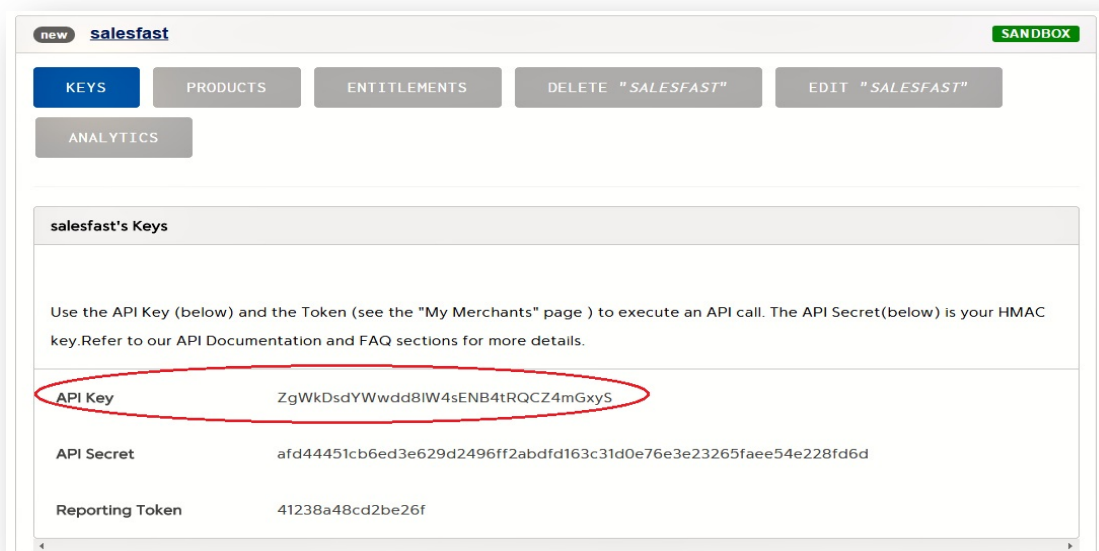 new salesfast SANDBOX
KEYS PRODUCTS ENTITLEMENTS DELETE "SALESFAST" EDIT "SALESFAST"
ANALYTICS
salesfast's Keys
Use the API Key (below) and the Token (see the "My Merchants" page ) to execute an API call. The API Secret(below) is your HMAC
key.Refer to our API Documentation and FAQ sections for more details.
API Key ZgWkDsdYWwdd8lW4sENB4tRQCZ4mGxyS
API Secret afd44451cb6ed3e629d2496ff2abdfd163c31d0e76e3e23265faee54e228fd6d
Reporting Token 41238a48cd2be26f